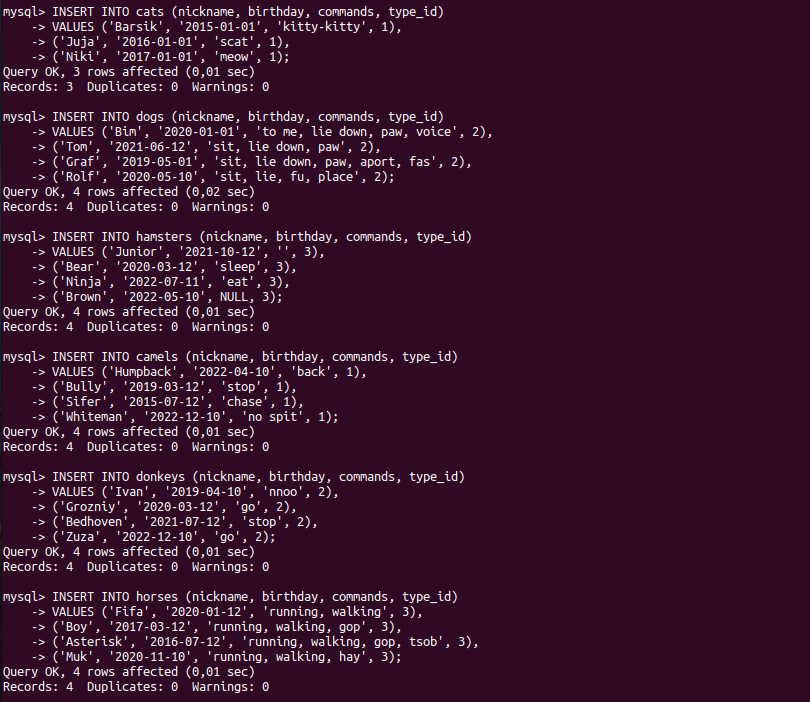 mysql> INSERT INTO cats (nickname, birthday, commands, type_id)
    -> VALUES ('Barsik', '2015-01-01', 'kitty-kitty', 1),
    -> ('Juja', '2016-01-01', 'scat', 1),
    -> ('Niki', '2017-01-01', 'meow', 1);
Query OK, 3 rows affected (0,01 sec)
Records: 3  Duplicates: 0  Warnings: 0

mysql> INSERT INTO dogs (nickname, birthday, commands, type_id)
    -> VALUES ('Bim', '2020-01-01', 'to me, lie down, paw, voice', 2),
    -> ('Tom', '2021-06-12', 'sit, lie down, paw', 2),
    -> ('Graf', '2019-05-01', 'sit, lie down, paw, aport, fas', 2),
    -> ('Rolf', '2020-05-10', 'sit, lie, fu, place', 2);
Query OK, 4 rows affected (0,02 sec)
Records: 4  Duplicates: 0  Warnings: 0

mysql> INSERT INTO hamsters (nickname, birthday, commands, type_id)
    -> VALUES ('Junior', '2021-10-12', '', 3),
    -> ('Bear', '2020-03-12', 'sleep', 3),
    -> ('Ninja', '2022-07-11', 'eat', 3),
    -> ('Brown', '2022-05-10', NULL, 3);
Query OK, 4 rows affected (0,01 sec)
Records: 4  Duplicates: 0  Warnings: 0

mysql> INSERT INTO camels (nickname, birthday, commands, type_id)
    -> VALUES ('Humpback', '2022-04-10', 'back', 1),
    -> ('Bully', '2019-03-12', 'stop', 1),
    -> ('Sifer', '2015-07-12', 'chase', 1),
    -> ('Whiteman', '2022-12-10', 'no spit', 1);
Query OK, 4 rows affected (0,01 sec)
Records: 4  Duplicates: 0  Warnings: 0

mysql> INSERT INTO donkeys (nickname, birthday, commands, type_id)
    -> VALUES ('Ivan', '2019-04-10', 'nnoo', 2),
    -> ('Grozniy', '2020-03-12', 'go', 2),
    -> ('Bedhoven', '2021-07-12', 'stop', 2),
    -> ('Zuza', '2022-12-10', 'go', 2);
Query OK, 4 rows affected (0,01 sec)
Records: 4  Duplicates: 0  Warnings: 0

mysql> INSERT INTO horses (nickname, birthday, commands, type_id)
    -> VALUES ('Fifa', '2020-01-12', 'running, walking', 3),
    -> ('Boy', '2017-03-12', 'running, walking, gop', 3),
    -> ('Asterisk', '2016-07-12', 'running, walking, gop, tsob', 3),
    -> ('Muk', '2020-11-10', 'running, walking, hay', 3);
Query OK, 4 rows affected (0,01 sec)
Records: 4  Duplicates: 0  Warnings: 0